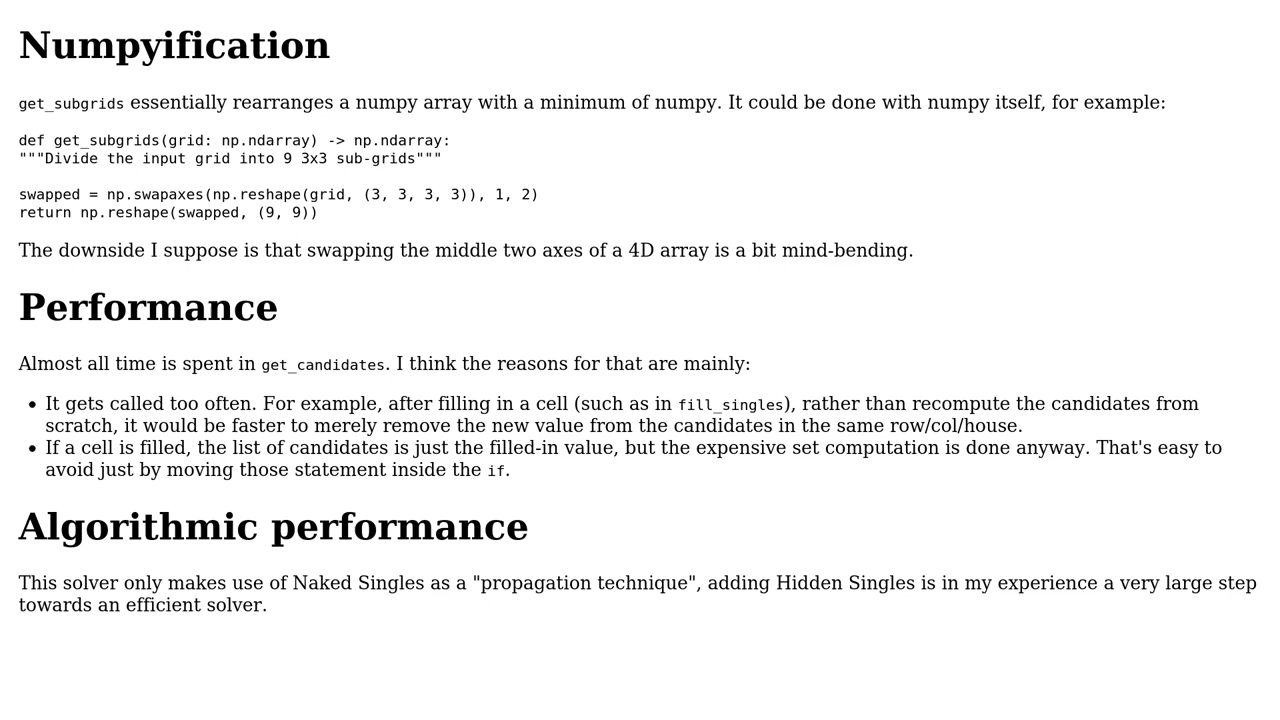 Numpyification
get_subgrids essentially rearranges a numpy array with a minimum of numpy. It could be done with numpy itself, for example:
def get_subgrids(grid: np.ndarray) -> np.ndarray:
"""Divide the input grid into 9 3x3 sub-grids"""
swapped = np.swapaxes(np.reshape(grid, (3, 3, 3, 3)), 1, 2)
return np.reshape(swapped, (9, 9))
The downside I suppose is that swapping the middle two axes of a 4D array is a bit mind-bending.
Performance
Almost all time is spent in get_candidates. I think the reasons for that are mainly:
• It gets called too often. For example, after filling in a cell (such as in fill_singles), rather than recompute the candidates from
scratch, it would be faster to merely remove the new value from the candidates in the same row/col/house.
• If a cell is filled, the list of candidates is just the filled-in value, but the expensive set computation is done anyway. That's easy to
avoid just by moving those statement inside the if.
Algorithmic performance
This solver only makes use of Naked Singles as a "propagation technique", adding Hidden Singles is in my experience a very large step
towards an efficient solver.